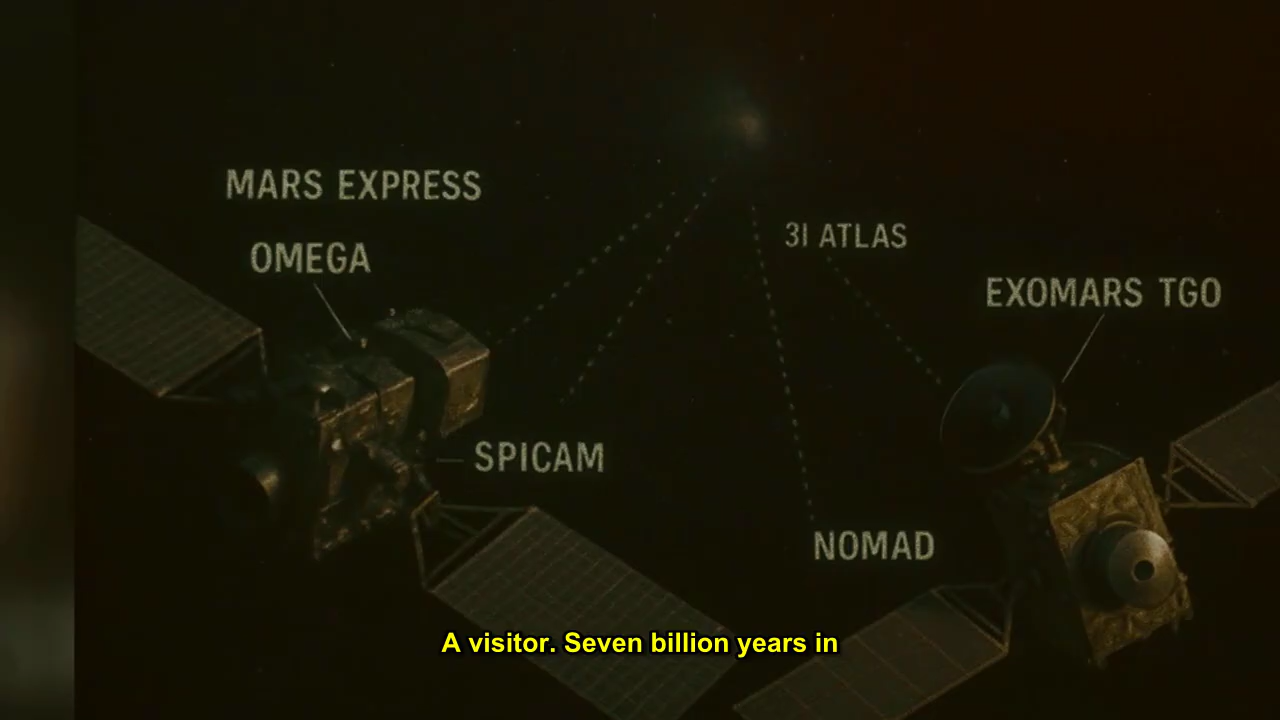 MARS EXPRESS
OMEGA
3I ATLAS
EXOMARS TGO
SPICAM
NOMAD
A visitor. Seven billion years in